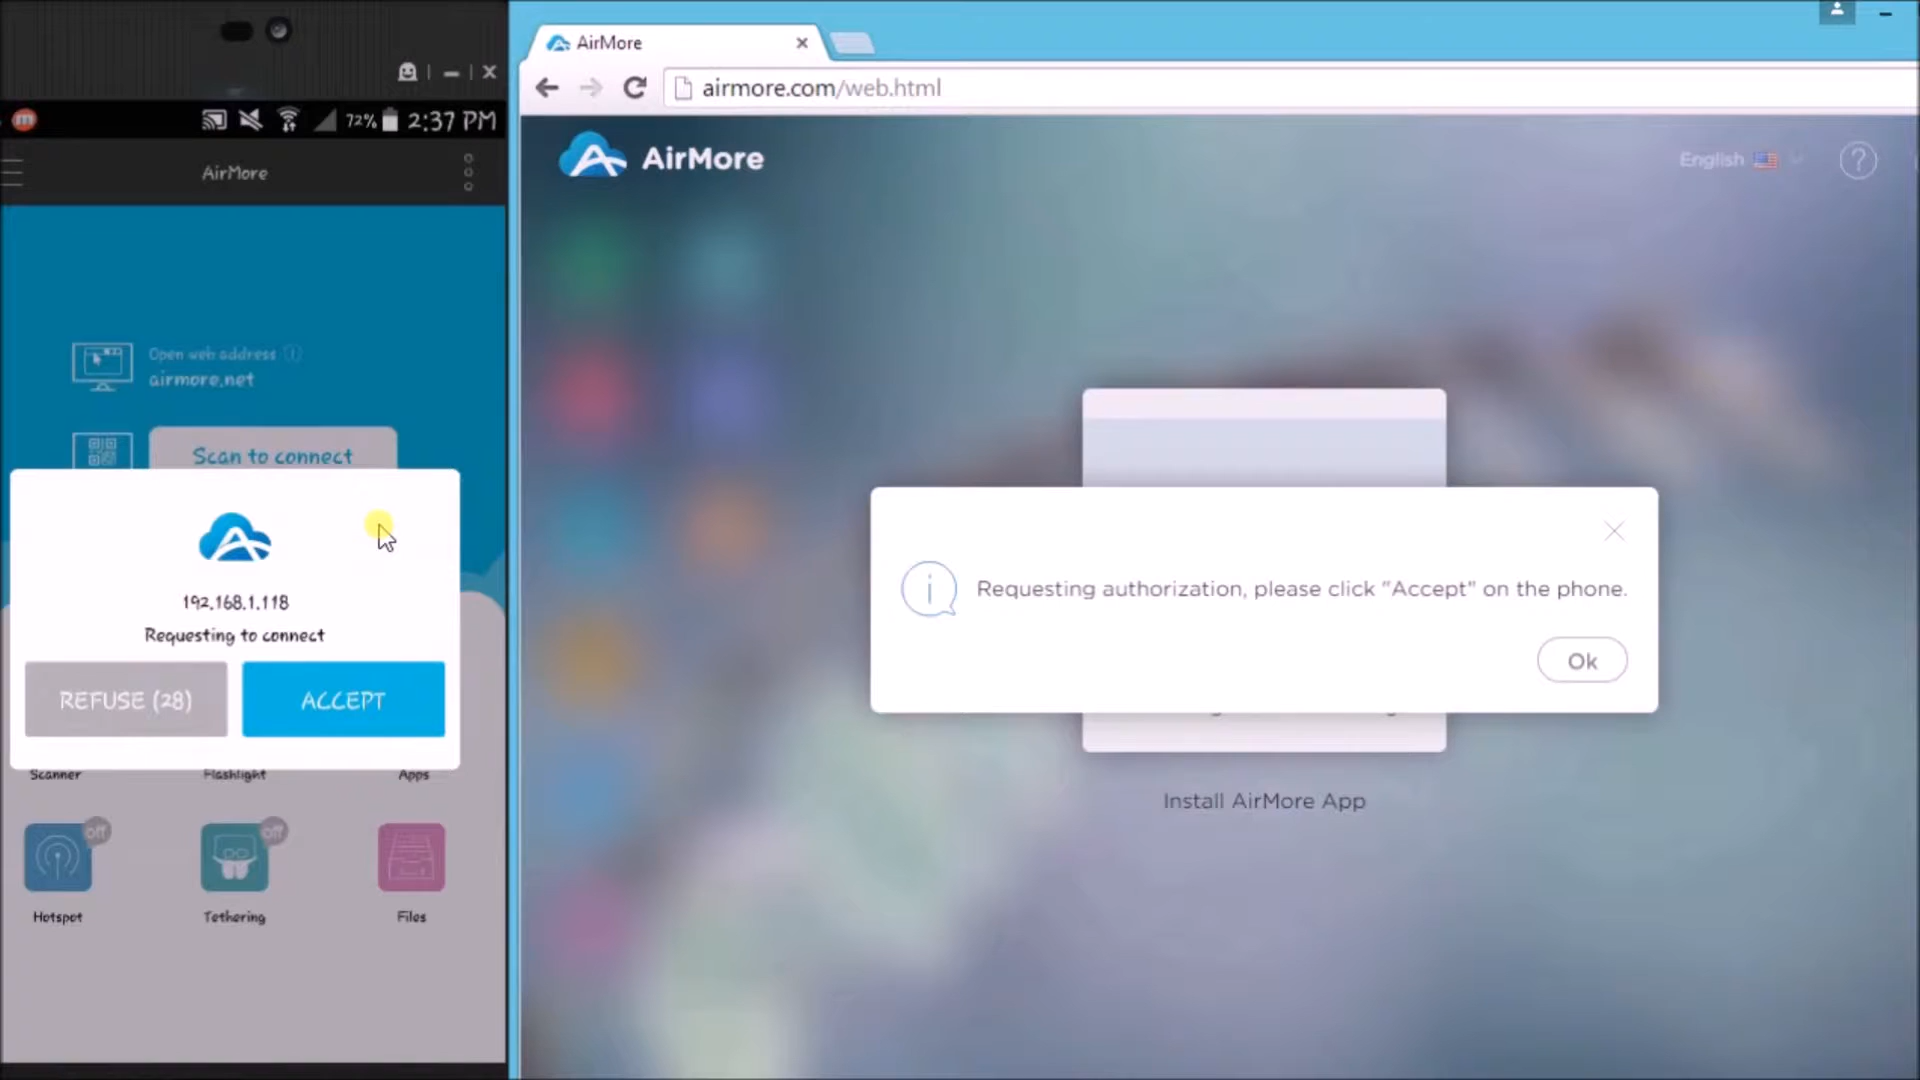 72% 2:37 PM
AirMore
Open web address
airmore.net
Scan to connect
192.168.1.118
Requesting to connect
REFUSE (28)
ACCEPT
Scanner
Flashlight
Apps
off
off
Hotspot
Tethering
Files
AirMore
airmore.com/web.html
AirMore
English
?
Requesting authorization, please click "Accept" on the phone.
Ok
Install AirMore App